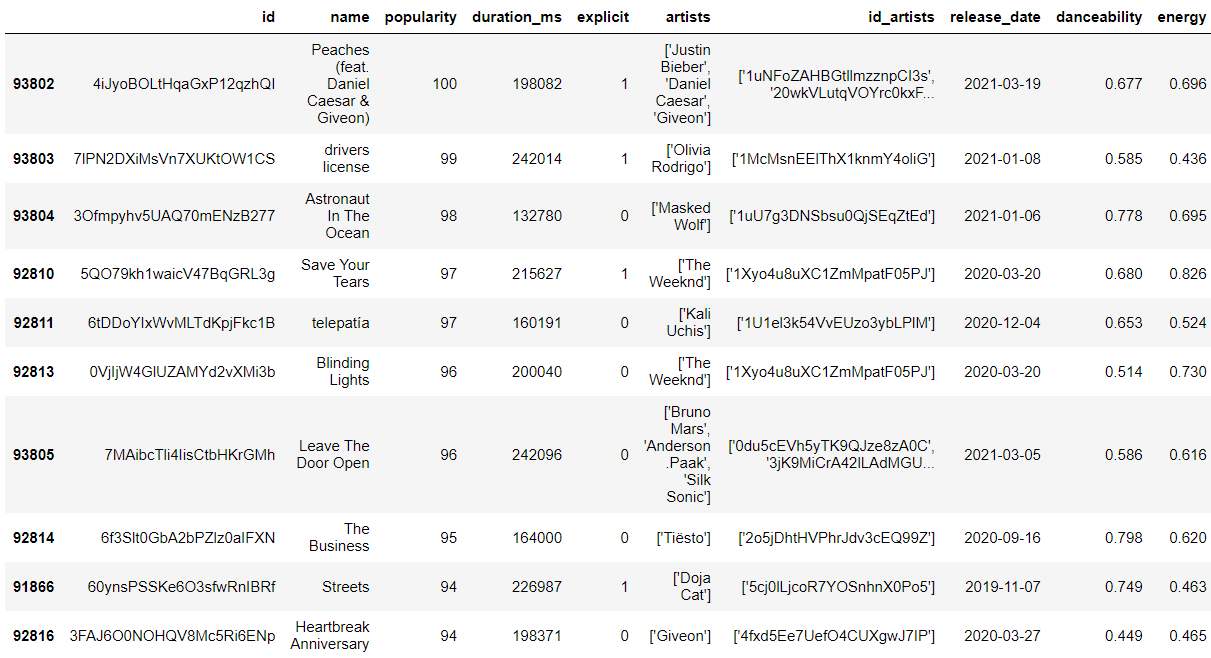 id name popularity duration_ms explicit artists id_artists release_date danceability energy
93802 4iJyoBOLtHqaGxP12qzhQI Peaches (feat. Daniel Caesar & Giveon) 100 198082 1 ['Justin Bieber', 'Daniel Caesar', 'Giveon'] ['1uNFoZAHBGtllmzznpCI3s', '20wkVLutqVOYrc0kxF... 2021-03-19 0.677 0.696
93803 7lPN2DXiMsVn7XUKtOW1CS drivers license 99 242014 1 ['Olivia Rodrigo'] ['1McMsnEElThX1knmY4oliG'] 2021-01-08 0.585 0.436
93804 3Ofmpyhv5UAQ70mENzB277 Astronaut In The Ocean 98 132780 0 ['Masked Wolf'] ['1uU7g3DNSbsu0QjSEqZtEd'] 2021-01-06 0.778 0.695
92810 5QO79kh1waicV47BqGRL3g Save Your Tears 97 215627 1 ['The Weeknd'] ['1Xyo4u8uXC1ZmMpatF05PJ'] 2020-03-20 0.680 0.826
92811 6tDDoYIxWvMLTdKpjFkc1B telepatía 97 160191 0 ['Kali Uchis'] ['1U1el3k54VvEUzo3ybLPlM'] 2020-12-04 0.653 0.524
92813 0VjIjW4GlUZAMYd2vXMi3b Blinding Lights 96 200040 0 ['The Weeknd'] ['1Xyo4u8uXC1ZmMpatF05PJ'] 2020-03-20 0.514 0.730
93805 7MAibcTli4IisCtbHKrGMh Leave The Door Open 96 242096 0 ['Bruno Mars', 'Anderson .Paak', 'Silk Sonic'] ['0du5cEVh5yTK9QJze8zA0C', '3jK9MiCrA42lLAdMGU... 2021-03-05 0.586 0.616
92814 6f3Slt0GbA2bPZlz0aIFXN The Business 95 164000 0 ['Tiësto'] ['2o5jDhtHVPhrJdv3cEQ99Z'] 2020-09-16 0.798 0.620
91866 60ynsPSSKe6O3sfwRnIBRf Streets 94 226987 1 ['Doja Cat'] ['5cj0lLjcoR7YOSnhnX0Po5'] 2019-11-07 0.749 0.463
92816 3FAJ6O0NOHQV8Mc5Ri6ENp Heartbreak Anniversary 94 198371 0 ['Giveon'] ['4fxd5Ee7UefO4CUXgwJ7IP'] 2020-03-27 0.449 0.465